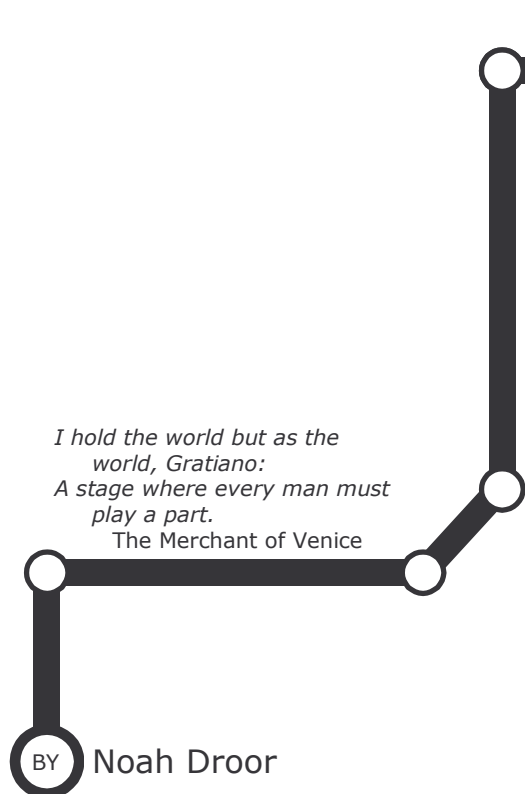 I hold the world but as the
world, Gratiano:
A stage where every man must
play a part.
The Merchant of Venice
BY Noah Droor